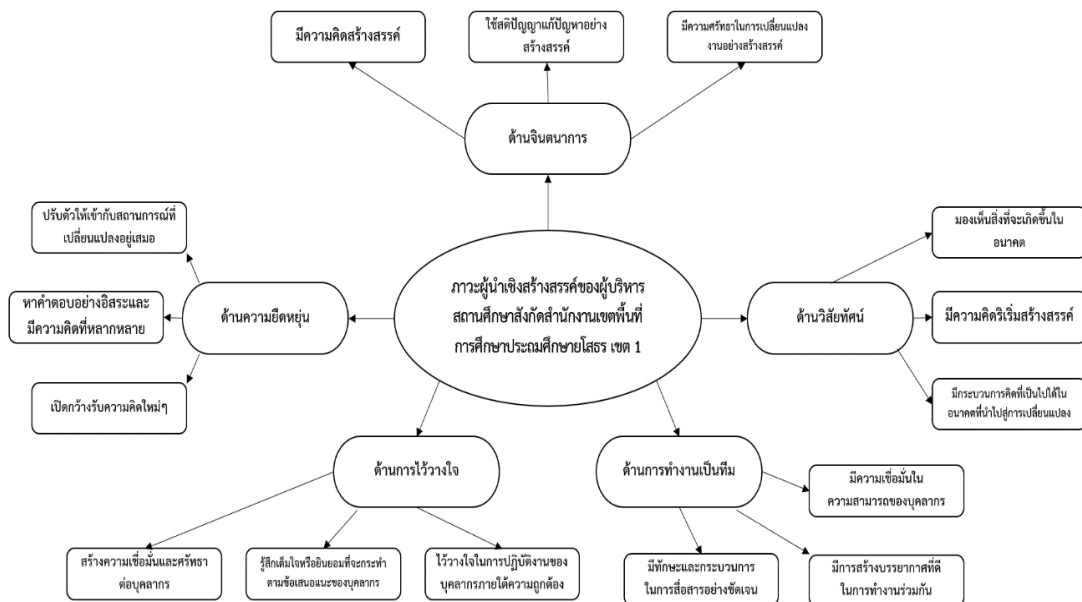 มีความคิดสร้างสรรค์
ใช้สติปัญญาแก้ปัญหาอย่าง
สร้างสรรค์
มีความศรัทธาในการเปลี่ยนแปลง
งานอย่างสร้างสรรค์
ด้านจินตนาการ
ปรับตัวให้เข้ากับสถานการณ์ที่
เปลี่ยนแปลงอยู่เสมอ
หาคำตอบอย่างอิสระและ
มีความคิดที่หลากหลาย
เปิดกว้างรับความคิดใหม่ๆ
ด้านความยืดหยุ่น
ภาวะผู้นำเชิงสร้างสรรค์ของผู้บริหาร
สถานศึกษาสังกัดสำนักงานเขตพื้นที่
การศึกษาประถมศึกษายโสธร เขต 1
ด้านวิสัยทัศน์
มองเห็นสิ่งที่จะเกิดขึ้นใน
อนาคต
มีความคิดริเริ่มสร้างสรรค์
มีกระบวนการคิดที่เป็นไปได้ใน
อนาคตที่นำไปสู่การเปลี่ยนแปลง
ด้านการไว้วางใจ
สร้างความเชื่อมั่นและศรัทธา
ต่อบุคลากร
รู้สึกเต็มใจหรือยินยอมที่จะกระทำ
ตามข้อเสนอแนะของบุคลากร
ไว้วางใจในการปฏิบัติงานของ
บุคลากรภายใต้ความถูกต้อง
ด้านการทำงานเป็นทีม
มีความเชื่อมั่นใน
ความสามารถของบุคลากร
มีทักษะและกระบวนการ
ในการสื่อสารอย่างชัดเจน
มีการสร้างบรรยากาศที่ดี
ในการทำงานร่วมกัน